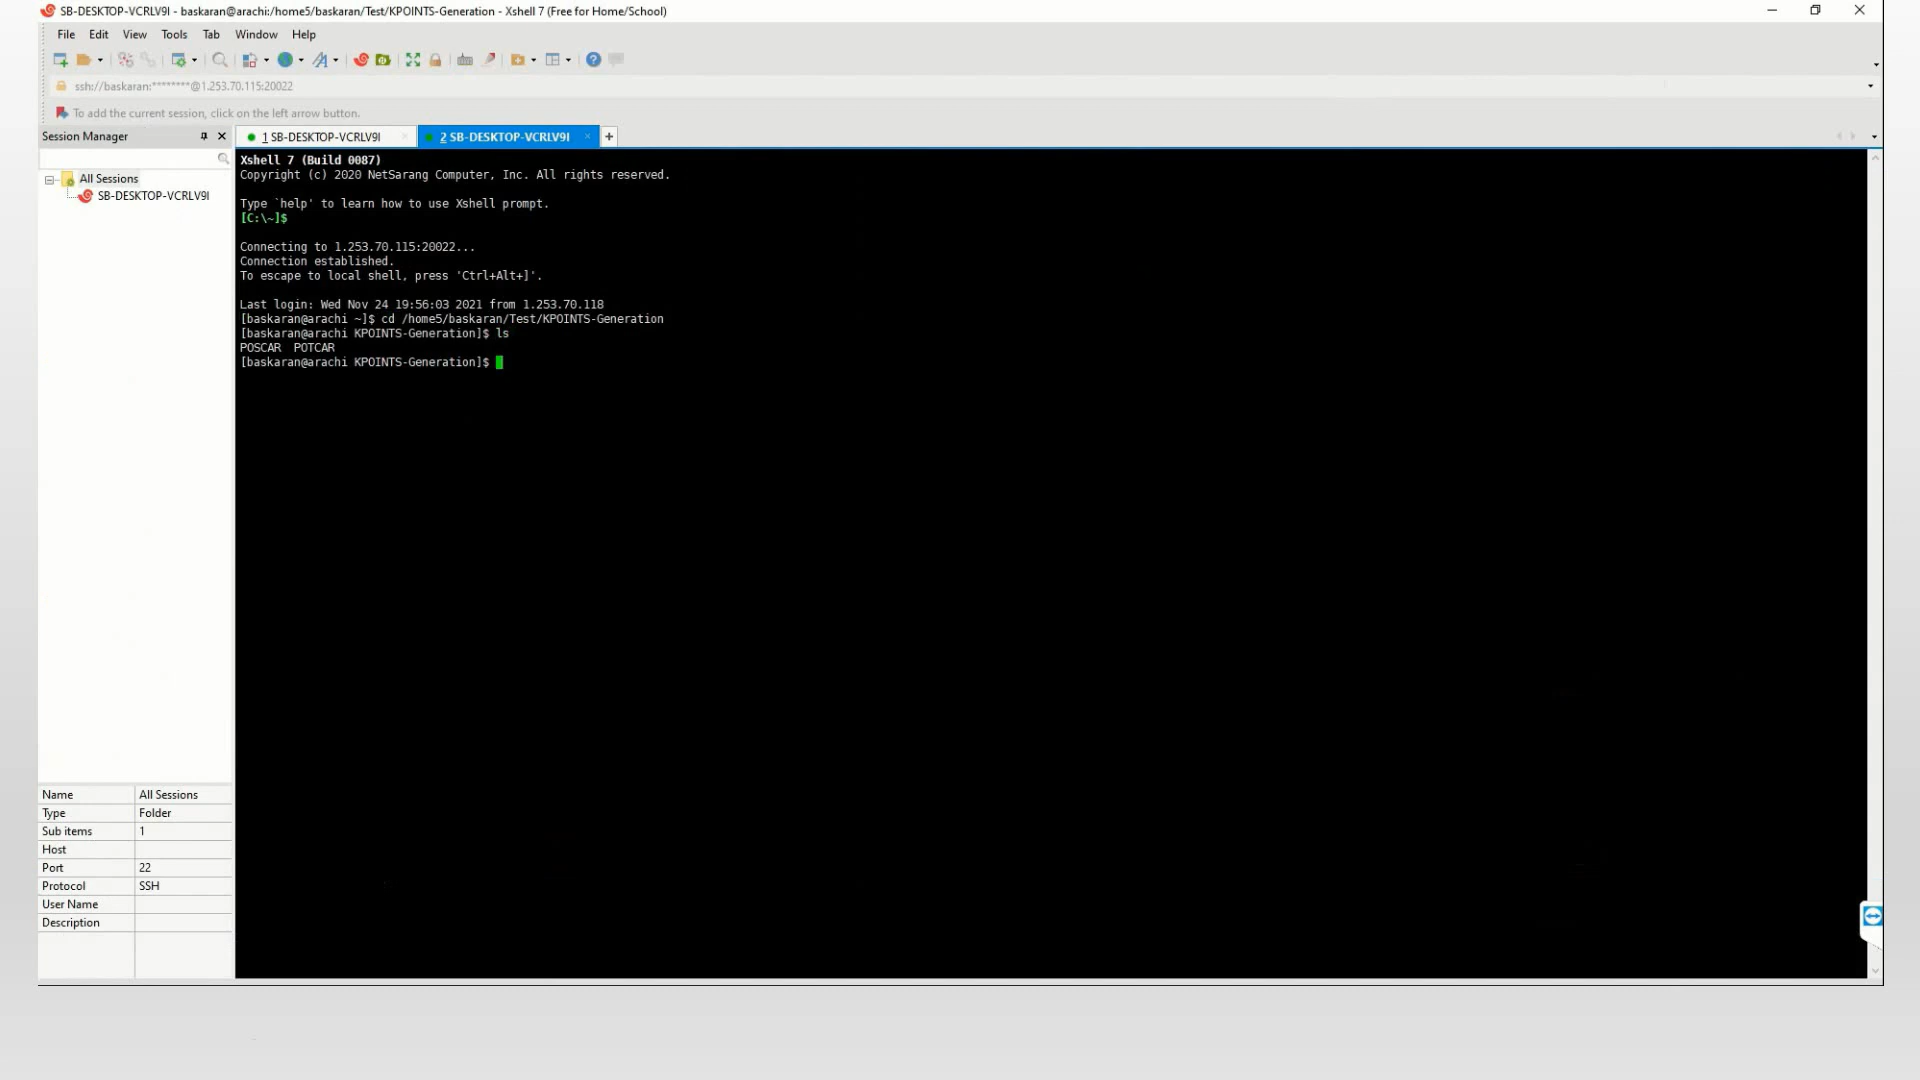 SB-DESKTOP-VCRLV9I - baskaran@arachi:/home5/baskaran/Test/KPOINTS-Generation - Xshell 7 (Free for Home/School)
File Edit View Tools Tab Window Help
ssh://baskaran:********@1.253.70.115:20022
To add the current session, click on the left arrow button.
Session Manager
1 SB-DESKTOP-VCRLV9I
2 SB-DESKTOP-VCRLV9I
All Sessions
SB-DESKTOP-VCRLV9I
Xshell 7 (Build 0087)
Copyright (c) 2020 NetSarang Computer, Inc. All rights reserved.
Type `help' to learn how to use Xshell prompt.
[C:\~]$
Connecting to 1.253.70.115:20022...
Connection established.
To escape to local shell, press 'Ctrl+Alt+]'.
Last login: Wed Nov 24 19:56:03 2021 from 1.253.70.118
[baskaran@arachi ~]$ cd /home5/baskaran/Test/KPOINTS-Generation
[baskaran@arachi KPOINTS-Generation]$ ls
POSCAR  POTCAR
[baskaran@arachi KPOINTS-Generation]$
Name All Sessions
Type Folder
Sub items 1
Host
Port 22
Protocol SSH
User Name
Description